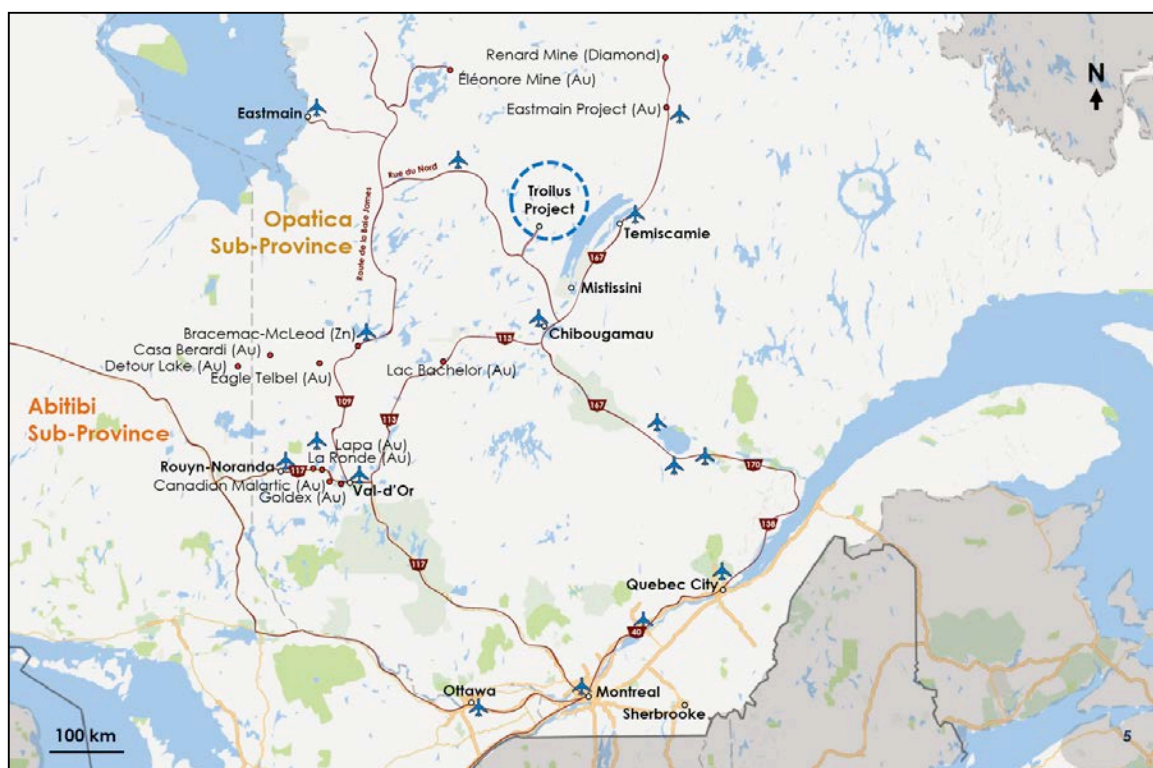 Renard Mine (Diamond)
Éléonore Mine (Au)
N
Eastmain
Eastmain Project (Au)
Rue du Nord
Troilus
Project
Opatica
Sub-Province
Route de la Baie James
Temiscamie
167
Mistissini
Bracemac-McLeod (Zn)
Chibougamau
113
Casa Berardi (Au)
Detour Lake (Au)
Eagle Telbel (Au)
Lac Bachelor (Au)
109
113
167
Abitibi
Sub-Province
Lapa (Au)
La Ronde (Au)
Rouyn-Noranda
117
170
Canadian Malartic (Au)
Val-d'Or
Goldex (Au)
138
117
Quebec City
40
Ottawa
Montreal
Sherbrooke
100 km
5